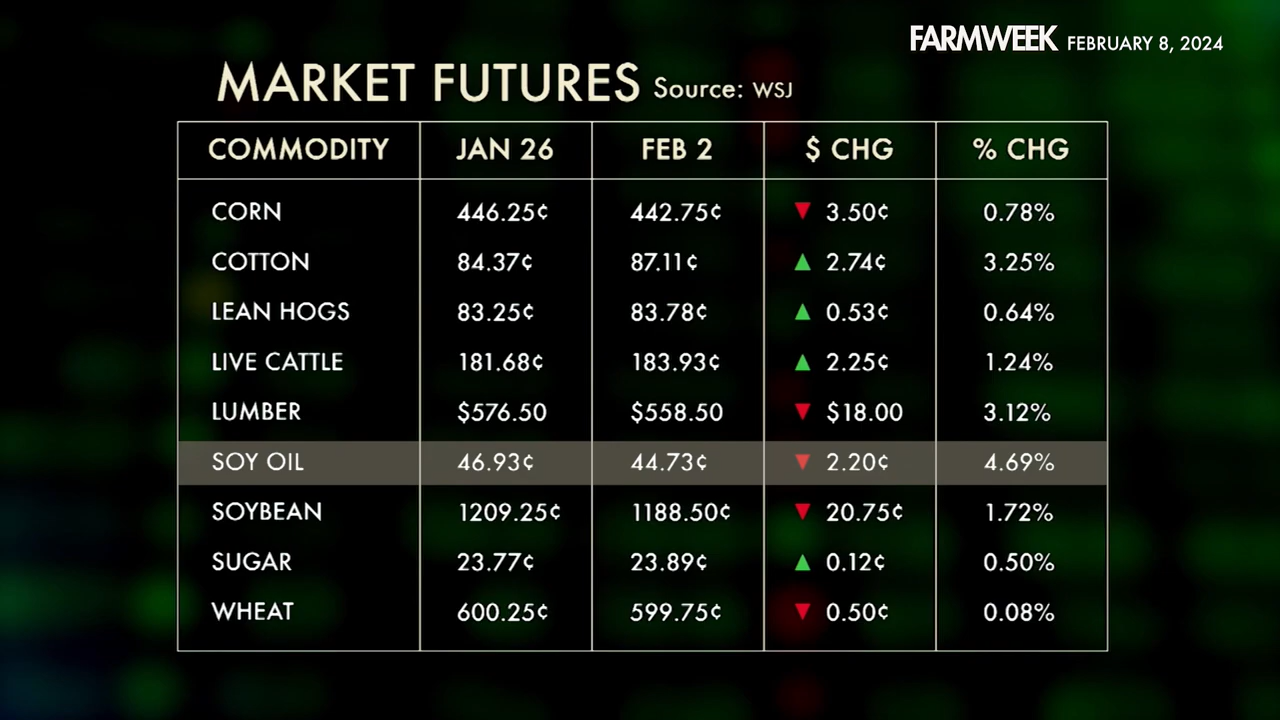 FARMWEEK FEBRUARY 8, 2024
MARKET FUTURES Source: WSJ
COMMODITY JAN 26 FEB 2 $ CHG % CHG
CORN 446.25¢ 442.75¢ ▼ 3.50¢ 0.78%
COTTON 84.37¢ 87.11¢ ▲ 2.74¢ 3.25%
LEAN HOGS 83.25¢ 83.78¢ ▲ 0.53¢ 0.64%
LIVE CATTLE 181.68¢ 183.93¢ ▲ 2.25¢ 1.24%
LUMBER $576.50 $558.50 ▼ $18.00 3.12%
SOY OIL 46.93¢ 44.73¢ ▼ 2.20¢ 4.69%
SOYBEAN 1209.25¢ 1188.50¢ ▼ 20.75¢ 1.72%
SUGAR 23.77¢ 23.89¢ ▲ 0.12¢ 0.50%
WHEAT 600.25¢ 599.75¢ ▼ 0.50¢ 0.08%